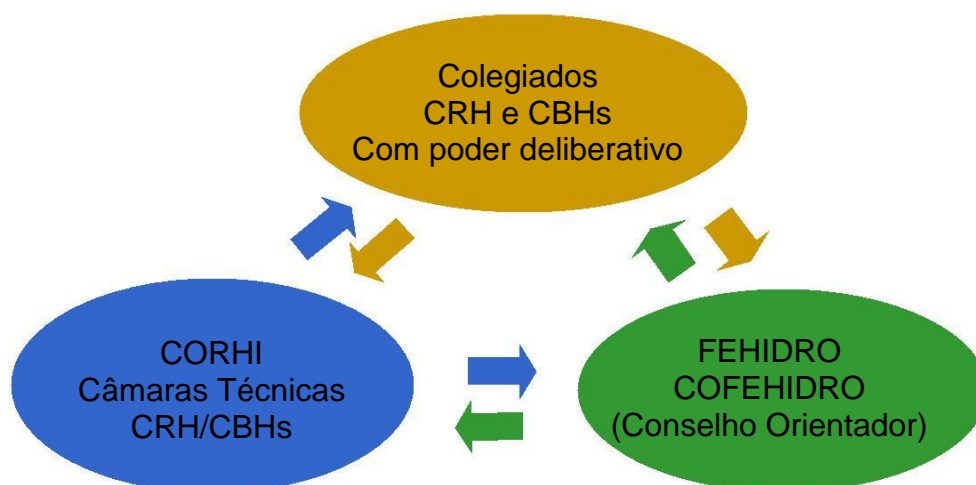 Colegiados
CRH e CBHs
Com poder deliberativo
CORHI
Câmaras Técnicas
CRH/CBHs
FEHIDRO
COFEHIDRO
(Conselho Orientador)